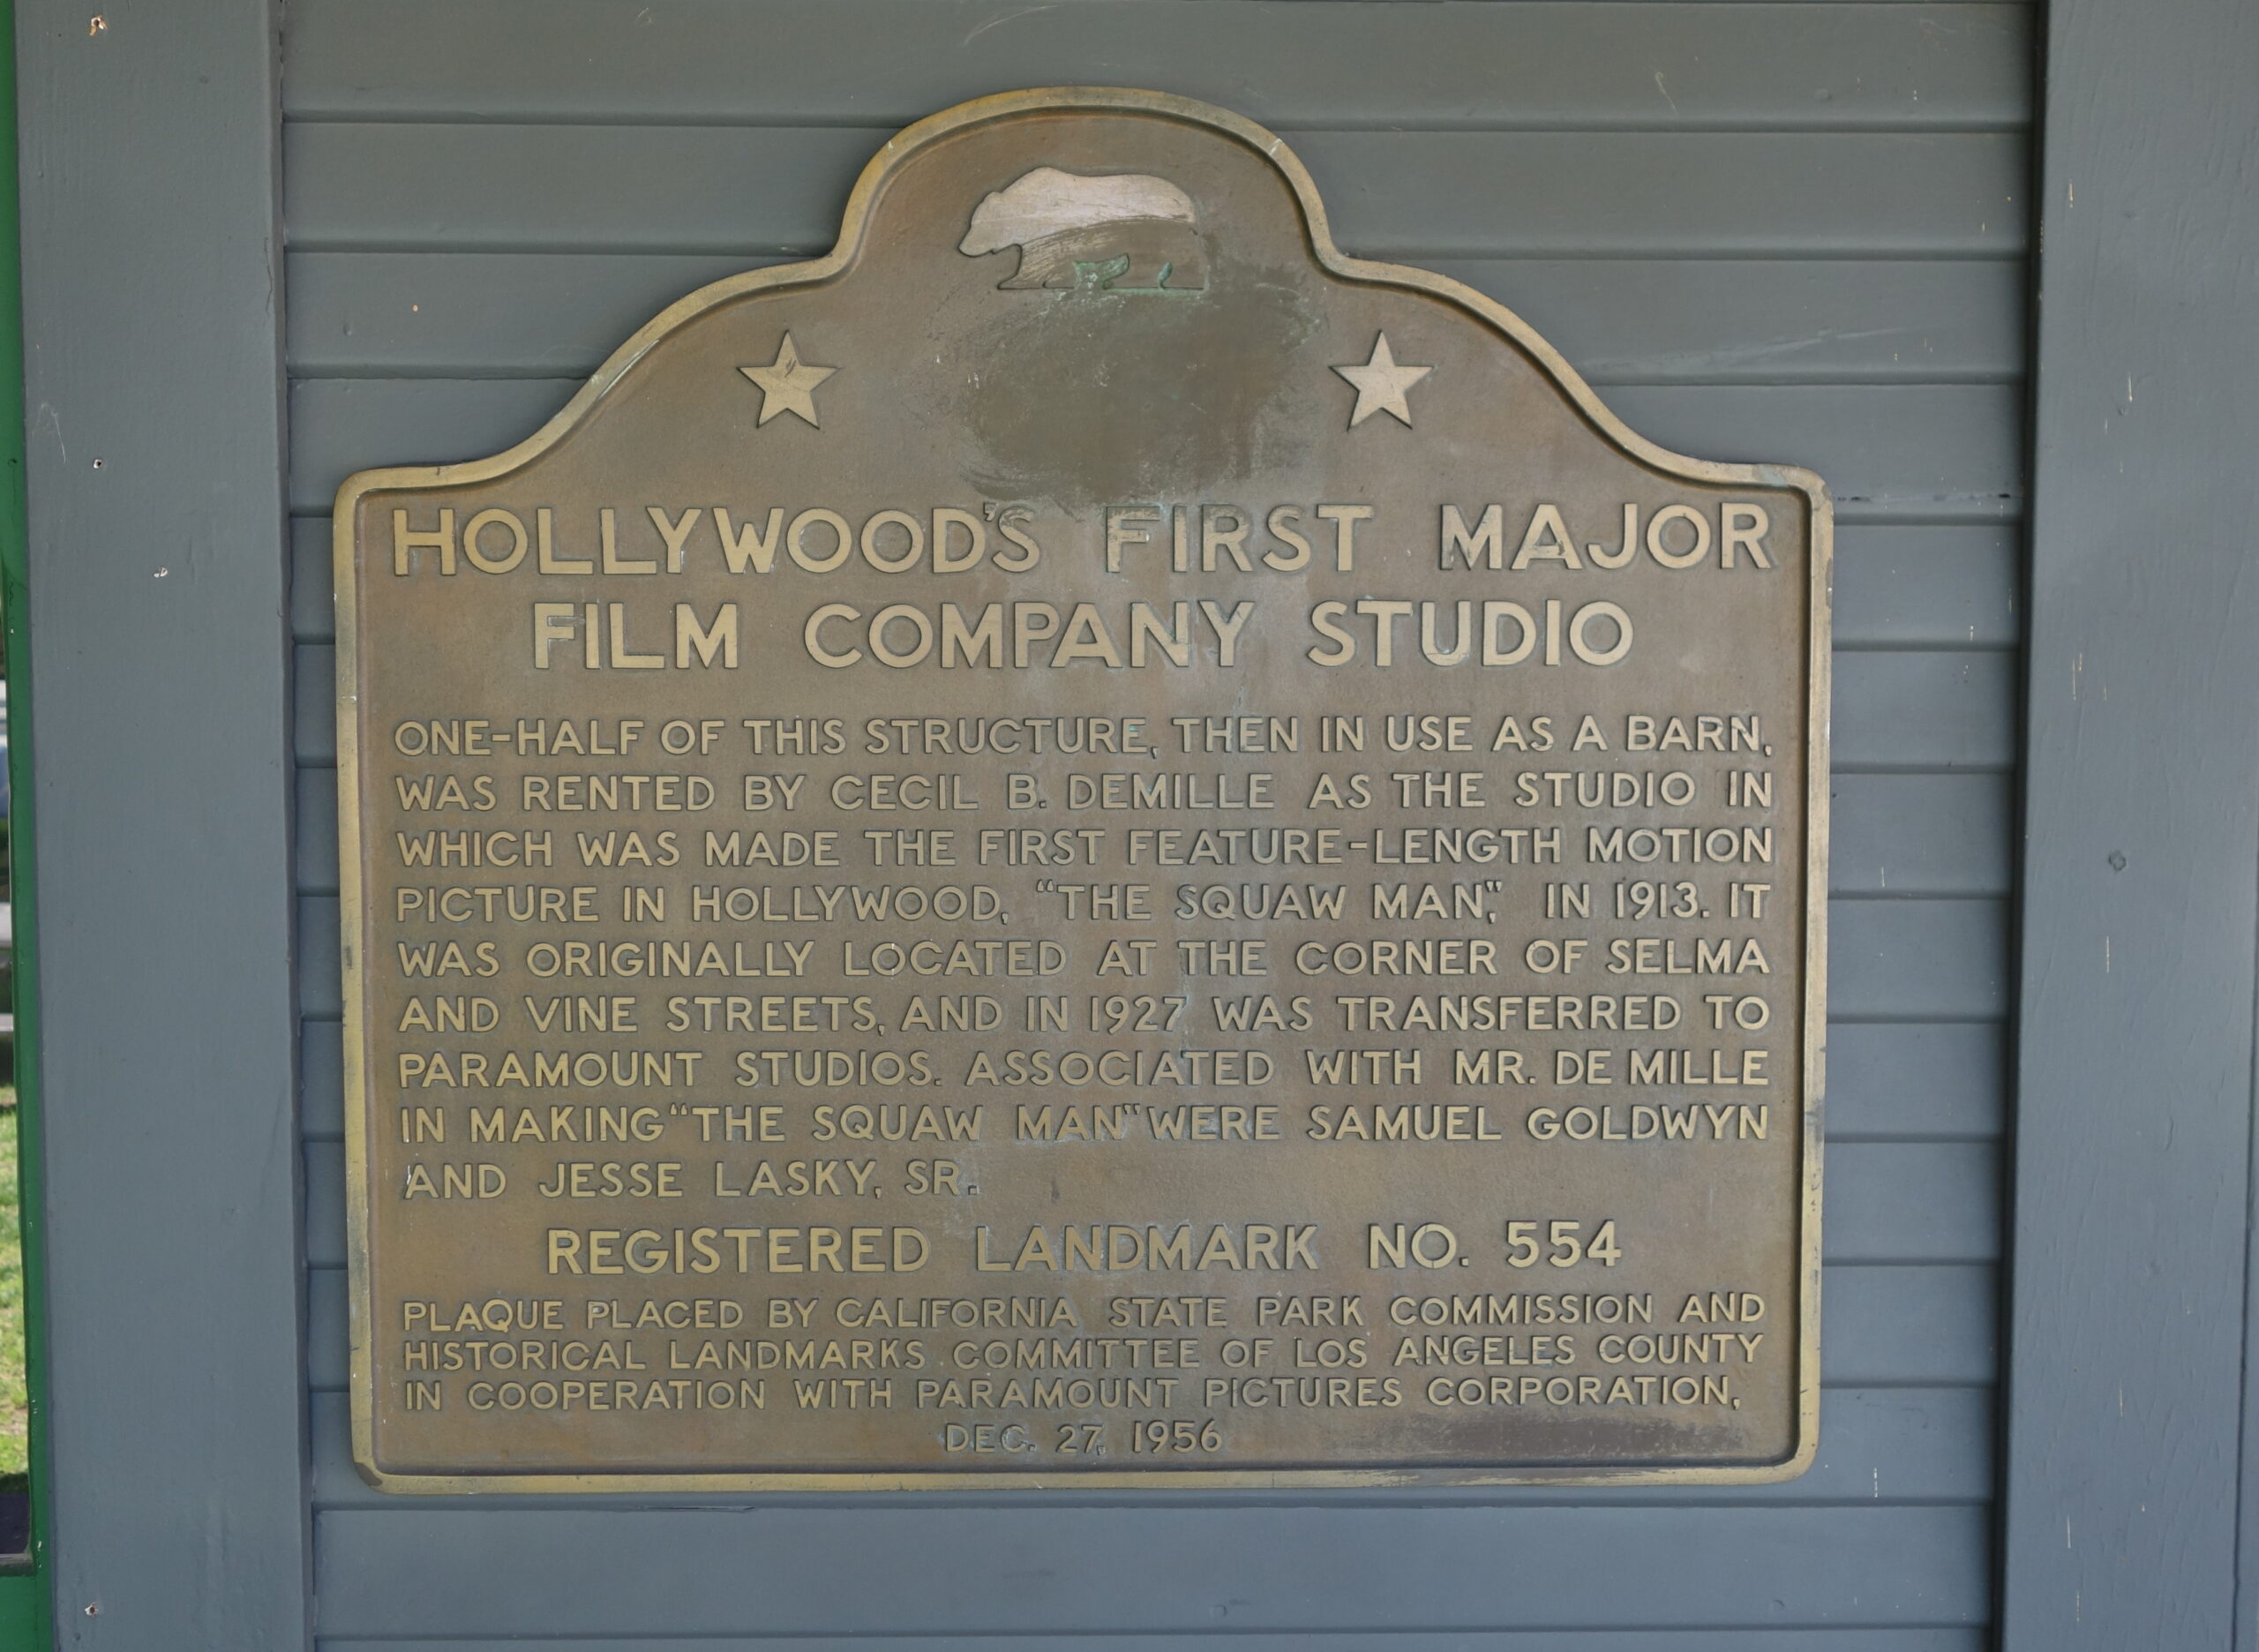 HOLLYWOOD'S FIRST MAJOR
FILM COMPANY STUDIO
ONE-HALF OF THIS STRUCTURE, THEN IN USE AS A BARN,
WAS RENTED BY CECIL B. DEMILLE AS THE STUDIO IN
WHICH WAS MADE THE FIRST FEATURE-LENGTH MOTION
PICTURE IN HOLLYWOOD, "THE SQUAW MAN", IN 1913. IT
WAS ORIGINALLY LOCATED AT THE CORNER OF SELMA
AND VINE STREETS, AND IN 1927 WAS TRANSFERRED TO
PARAMOUNT STUDIOS. ASSOCIATED WITH MR. DE MILLE
IN MAKING "THE SQUAW MAN" WERE SAMUEL GOLDWYN
AND JESSE LASKY, SR.
REGISTERED LANDMARK NO. 554
PLAQUE PLACED BY CALIFORNIA STATE PARK COMMISSION AND
HISTORICAL LANDMARKS COMMITTEE OF LOS ANGELES COUNTY
IN COOPERATION WITH PARAMOUNT PICTURES CORPORATION,
DEC. 27, 1956